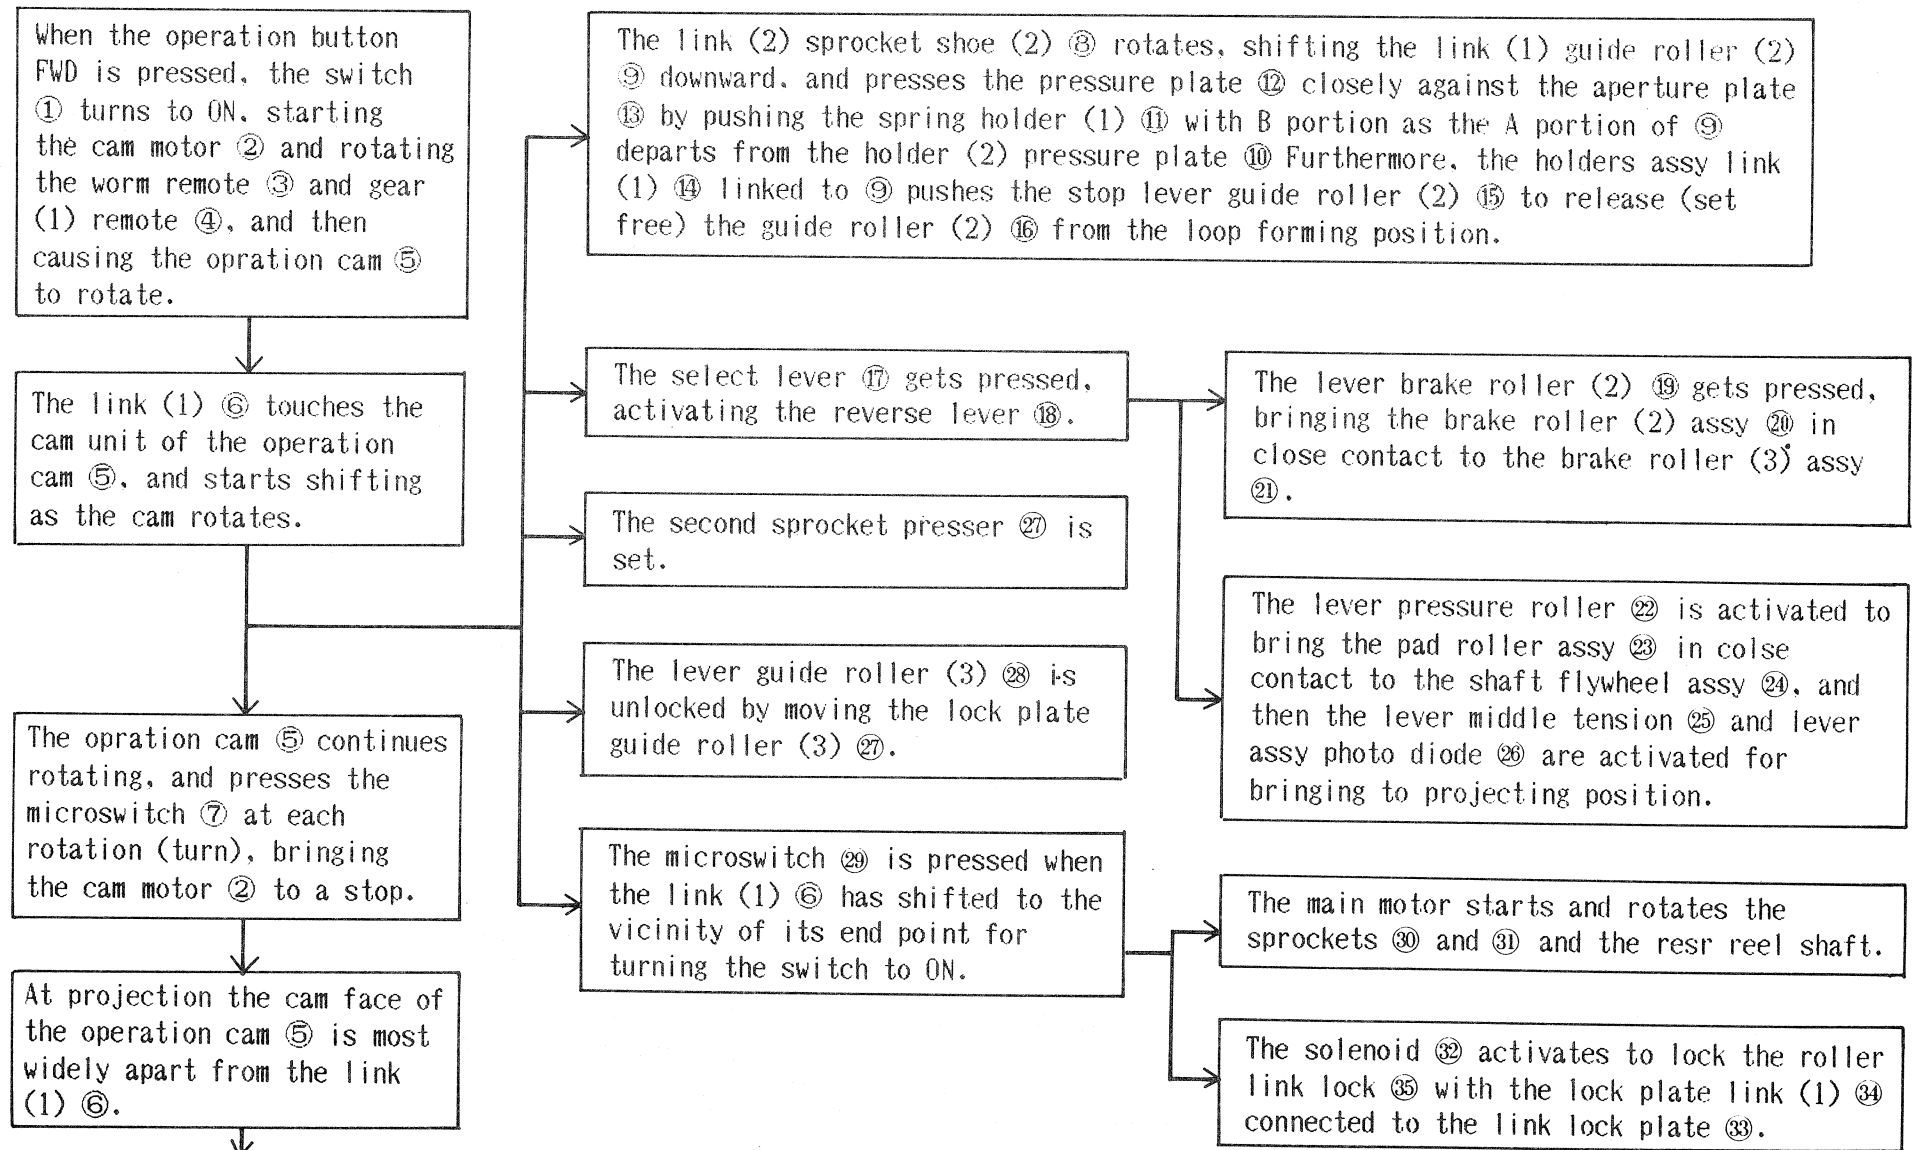 When the operation button
FWD is pressed, the switch
① turns to ON, starting
the cam motor ② and rotating
the worm remote ③ and gear
(1) remote ④, and then
causing the opration cam ⑤
to rotate.
The link (1) ⑥ touches the
cam unit of the operation
cam ⑤, and starts shifting
as the cam rotates.
The opration cam ⑤ continues
rotating, and presses the
microswitch ⑦ at each
rotation (turn), bringing
the cam motor ② to a stop.
At projection the cam face of
the operation cam ⑤ is most
widely apart from the link
(1) ⑥.
The link (2) sprocket shoe (2) ⑧ rotates, shifting the link (1) guide roller (2)
⑨ downward, and presses the pressure plate ⑫ closely against the aperture plate
⑬ by pushing the spring holder (1) ⑪ with B portion as the A portion of ⑨
departs from the holder (2) pressure plate ⑩ Furthermore, the holders assy link
(1) ⑭ linked to ⑨ pushes the stop lever guide roller (2) ⑮ to release (set
free) the guide roller (2) ⑯ from the loop forming position.
The select lever ⑰ gets pressed,
activating the reverse lever ⑱.
The second sprocket presser ㉗ is
set.
The lever guide roller (3) ㉘ is
unlocked by moving the lock plate
guide roller (3) ㉗.
The microswitch ㉙ is pressed when
the link (1) ⑥ has shifted to the
vicinity of its end point for
turning the switch to ON.
The lever brake roller (2) ⑲ gets pressed,
bringing the brake roller (2) assy ⑳ in
close contact to the brake roller (3) assy
㉑.
The lever pressure roller ㉒ is activated to
bring the pad roller assy ㉓ in colse
contact to the shaft flywheel assy ㉔, and
then the lever middle tension ㉕ and lever
assy photo diode ㉖ are activated for
bringing to projecting position.
The main motor starts and rotates the
sprockets ㉚ and ㉛ and the resr reel shaft.
The solenoid ㉜ activates to lock the roller
link lock ㉟ with the lock plate link (1) ㉞
connected to the link lock plate ㉝.